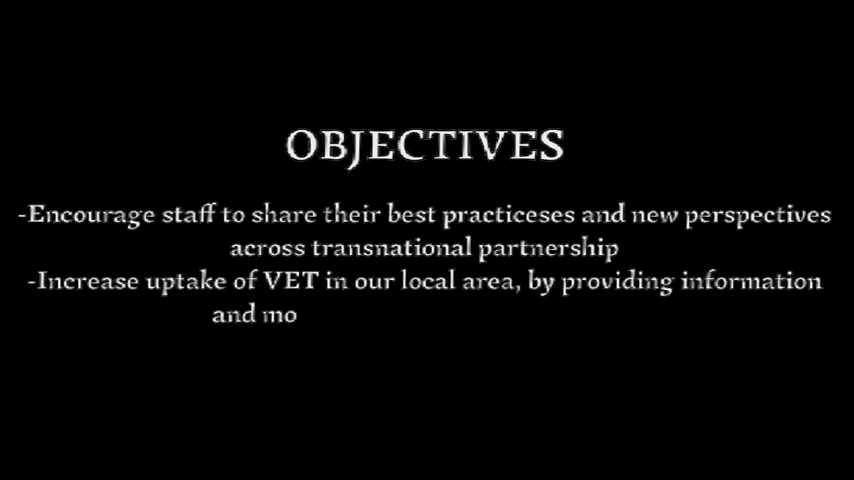 OBJECTIVES
-Encourage staff to share their best practiceses and new perspectives
across transnational partnership
-Increase uptake of VET in our local area, by providing information
and mo